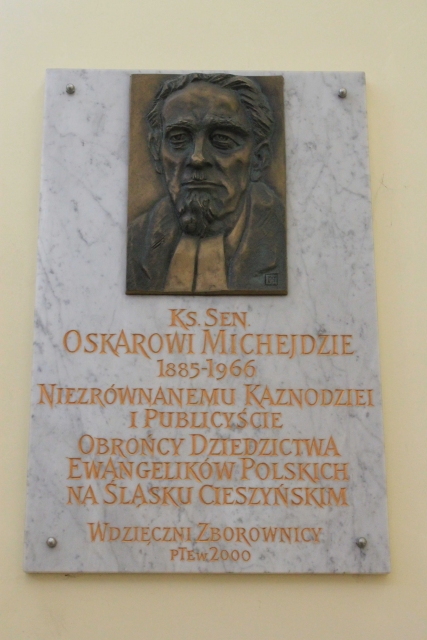 KS. SEN.
OSKAROWI MICHEJDZIE
1885-1966
NIEZRÓWNANEMU KAZNODZIEI
I PUBLICYŚCIE
OBROŃCY DZIEDZICTWA
EWANGELIKÓW POLSKICH
NA ŚLĄSKU CIESZYŃSKIM
WDZIĘCZNI ZBOROWNICY
PTEW.2000